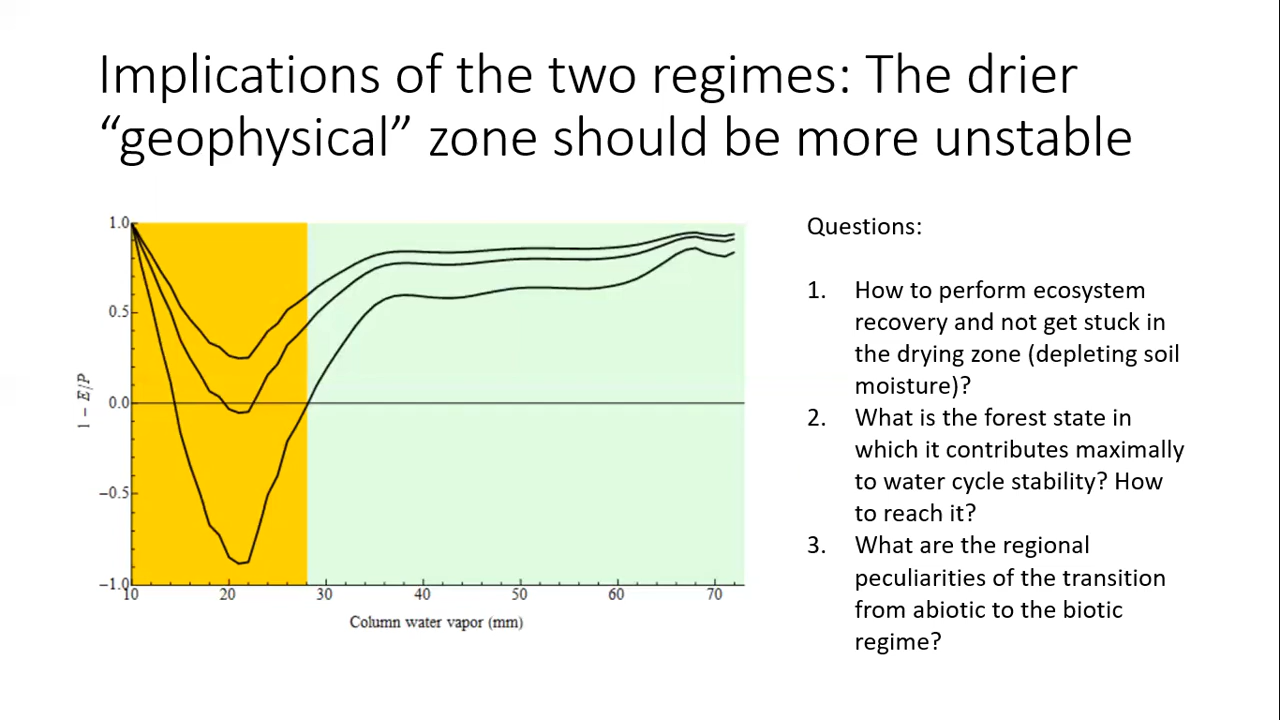 Implications of the two regimes: The drier
“geophysical” zone should be more unstable
1.0
0.5
0.0
−0.5
−1.0
1 − E/P
10
20
30
40
50
60
70
Column water vapor (mm)
Questions:
1. How to perform ecosystem
recovery and not get stuck in
the drying zone (depleting soil
moisture)?
2. What is the forest state in
which it contributes maximally
to water cycle stability? How
to reach it?
3. What are the regional
peculiarities of the transition
from abiotic to the biotic
regime?